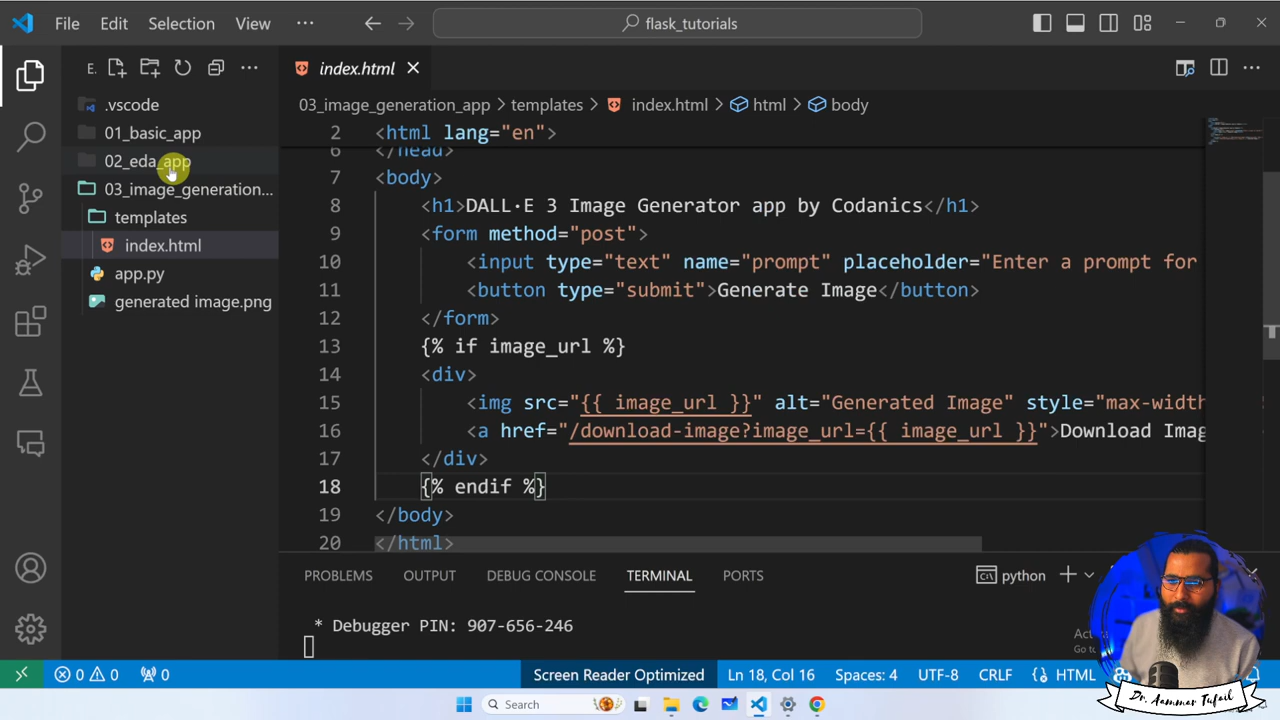 File Edit Selection View ··· flask_tutorials
E.
.vscode
01_basic_app
02_eda_app
03_image_generation...
templates
index.html
app.py
generated image.png
index.html
03_image_generation_app > templates > index.html > html > body
2 <html lang="en">
6 </head>
7 <body>
8 <h1>DALL·E 3 Image Generator app by Codanics</h1>
9 <form method="post">
10 <input type="text" name="prompt" placeholder="Enter a prompt for
11 <button type="submit">Generate Image</button>
12 </form>
13 {% if image_url %}
14 <div>
15 <img src="{{ image_url }}" alt="Generated Image" style="max-width
16 <a href="/download-image?image_url={{ image_url }}">Download Imag
17 </div>
18 {% endif %}
19 </body>
20 </html>
PROBLEMS OUTPUT DEBUG CONSOLE TERMINAL PORTS python
* Debugger PIN: 907-656-246
0 0 0 Screen Reader Optimized Ln 18, Col 16 Spaces: 4 UTF-8 CRLF HTML
Dr. Aammar Tufail
Search